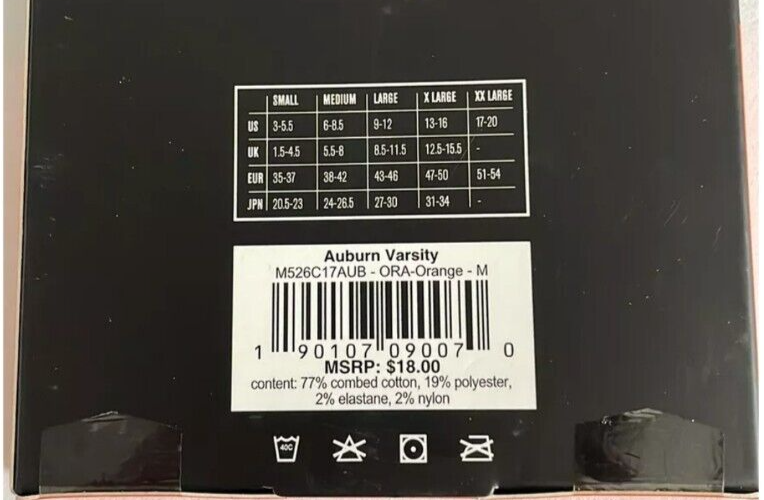 SMALL MEDIUM LARGE X LARGE XX LARGE
US 3-5.5 6-8.5 9-12 13-16 17-20
UK 1.5-4.5 5.5-8 8.5-11.5 12.5-15.5 -
EUR 35-37 38-42 43-46 47-50 51-54
JPN 20.5-23 24-26.5 27-30 31-34 -
Auburn Varsity
M526C17AUB - ORA-Orange - M
1 90107 09007 0
MSRP: $18.00
content: 77% combed cotton, 19% polyester,
2% elastane, 2% nylon
40C